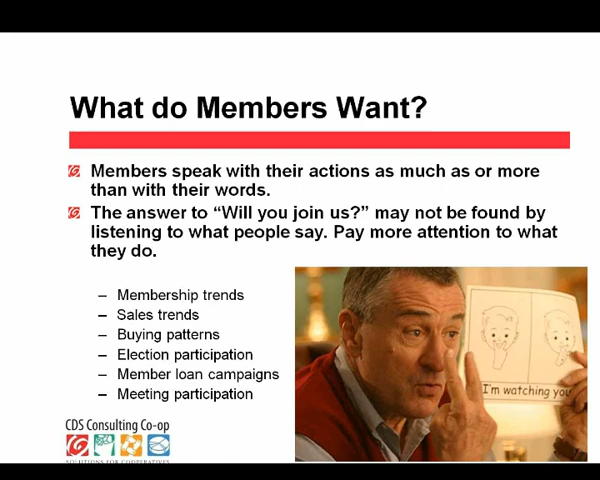 What do Members Want?
Members speak with their actions as much as or more
than with their words.
The answer to “Will you join us?” may not be found by
listening to what people say. Pay more attention to what
they do.
– Membership trends
– Sales trends
– Buying patterns
– Election participation
– Member loan campaigns
– Meeting participation
I'm watching you
CDS Consulting Co-op
SOLUTIONS FOR COOPERATIVES